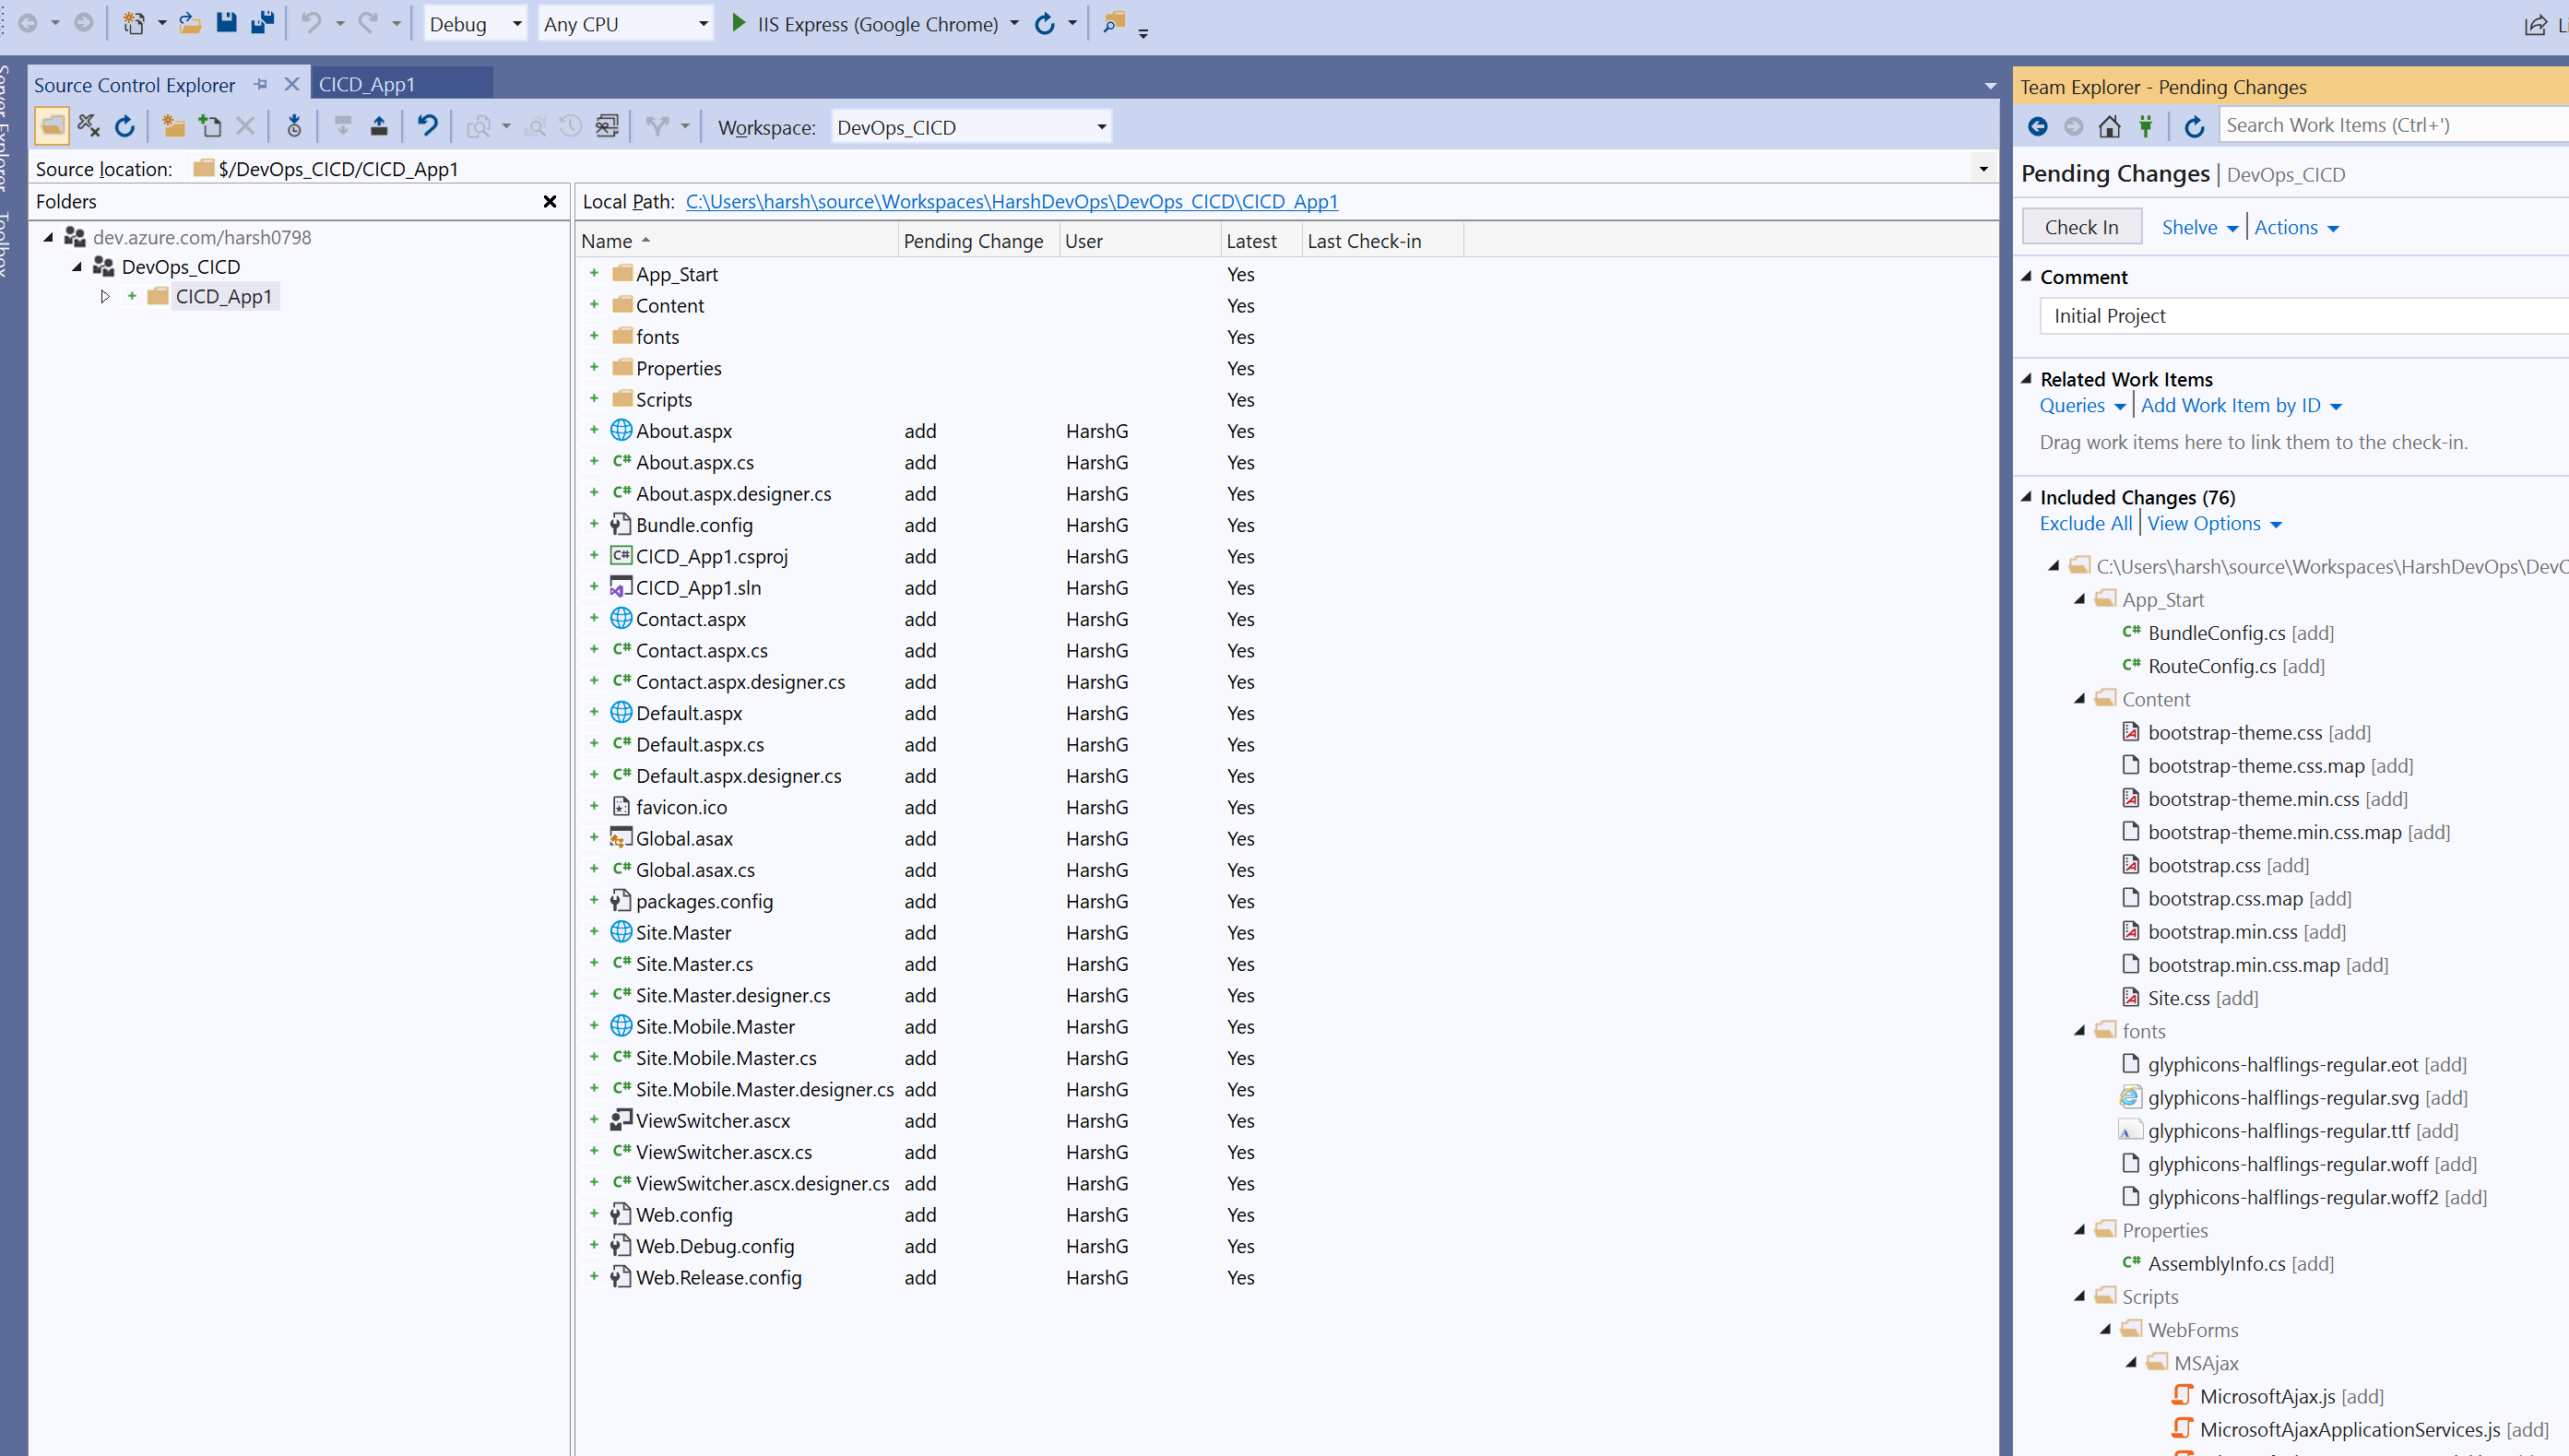 Debug
Any CPU
IIS Express (Google Chrome)
Server Explorer
Toolbox
Source Control Explorer
CICD_App1
Workspace:
DevOps_CICD
Source location:
$/DevOps_CICD/CICD_App1
Folders
dev.azure.com/harsh0798
DevOps_CICD
CICD_App1
Local Path:
C:\Users\harsh\source\Workspaces\HarshDevOps\DevOps_CICD\CICD_App1
Name Pending Change User Latest Last Check-in
App_Start Yes
Content Yes
fonts Yes
Properties Yes
Scripts Yes
About.aspx add HarshG Yes
C# About.aspx.cs add HarshG Yes
C# About.aspx.designer.cs add HarshG Yes
Bundle.config add HarshG Yes
C# CICD_App1.csproj add HarshG Yes
CICD_App1.sln add HarshG Yes
Contact.aspx add HarshG Yes
C# Contact.aspx.cs add HarshG Yes
C# Contact.aspx.designer.cs add HarshG Yes
Default.aspx add HarshG Yes
C# Default.aspx.cs add HarshG Yes
C# Default.aspx.designer.cs add HarshG Yes
favicon.ico add HarshG Yes
Global.asax add HarshG Yes
C# Global.asax.cs add HarshG Yes
packages.config add HarshG Yes
Site.Master add HarshG Yes
C# Site.Master.cs add HarshG Yes
C# Site.Master.designer.cs add HarshG Yes
Site.Mobile.Master add HarshG Yes
C# Site.Mobile.Master.cs add HarshG Yes
C# Site.Mobile.Master.designer.cs add HarshG Yes
ViewSwitcher.ascx add HarshG Yes
C# ViewSwitcher.ascx.cs add HarshG Yes
C# ViewSwitcher.ascx.designer.cs add HarshG Yes
Web.config add HarshG Yes
Web.Debug.config add HarshG Yes
Web.Release.config add HarshG Yes
Team Explorer - Pending Changes
Search Work Items (Ctrl+')
Pending Changes | DevOps_CICD
Check In
Shelve
Actions
Comment
Initial Project
Related Work Items
Queries
Add Work Item by ID
Drag work items here to link them to the check-in.
Included Changes (76)
Exclude All
View Options
C:\Users\harsh\source\Workspaces\HarshDevOps\DevO
App_Start
C# BundleConfig.cs [add]
C# RouteConfig.cs [add]
Content
bootstrap-theme.css [add]
bootstrap-theme.css.map [add]
bootstrap-theme.min.css [add]
bootstrap-theme.min.css.map [add]
bootstrap.css [add]
bootstrap.css.map [add]
bootstrap.min.css [add]
bootstrap.min.css.map [add]
Site.css [add]
fonts
glyphicons-halflings-regular.eot [add]
glyphicons-halflings-regular.svg [add]
glyphicons-halflings-regular.ttf [add]
glyphicons-halflings-regular.woff [add]
glyphicons-halflings-regular.woff2 [add]
Properties
C# AssemblyInfo.cs [add]
Scripts
WebForms
MSAjax
MicrosoftAjax.js [add]
MicrosoftAjaxApplicationServices.js [add]